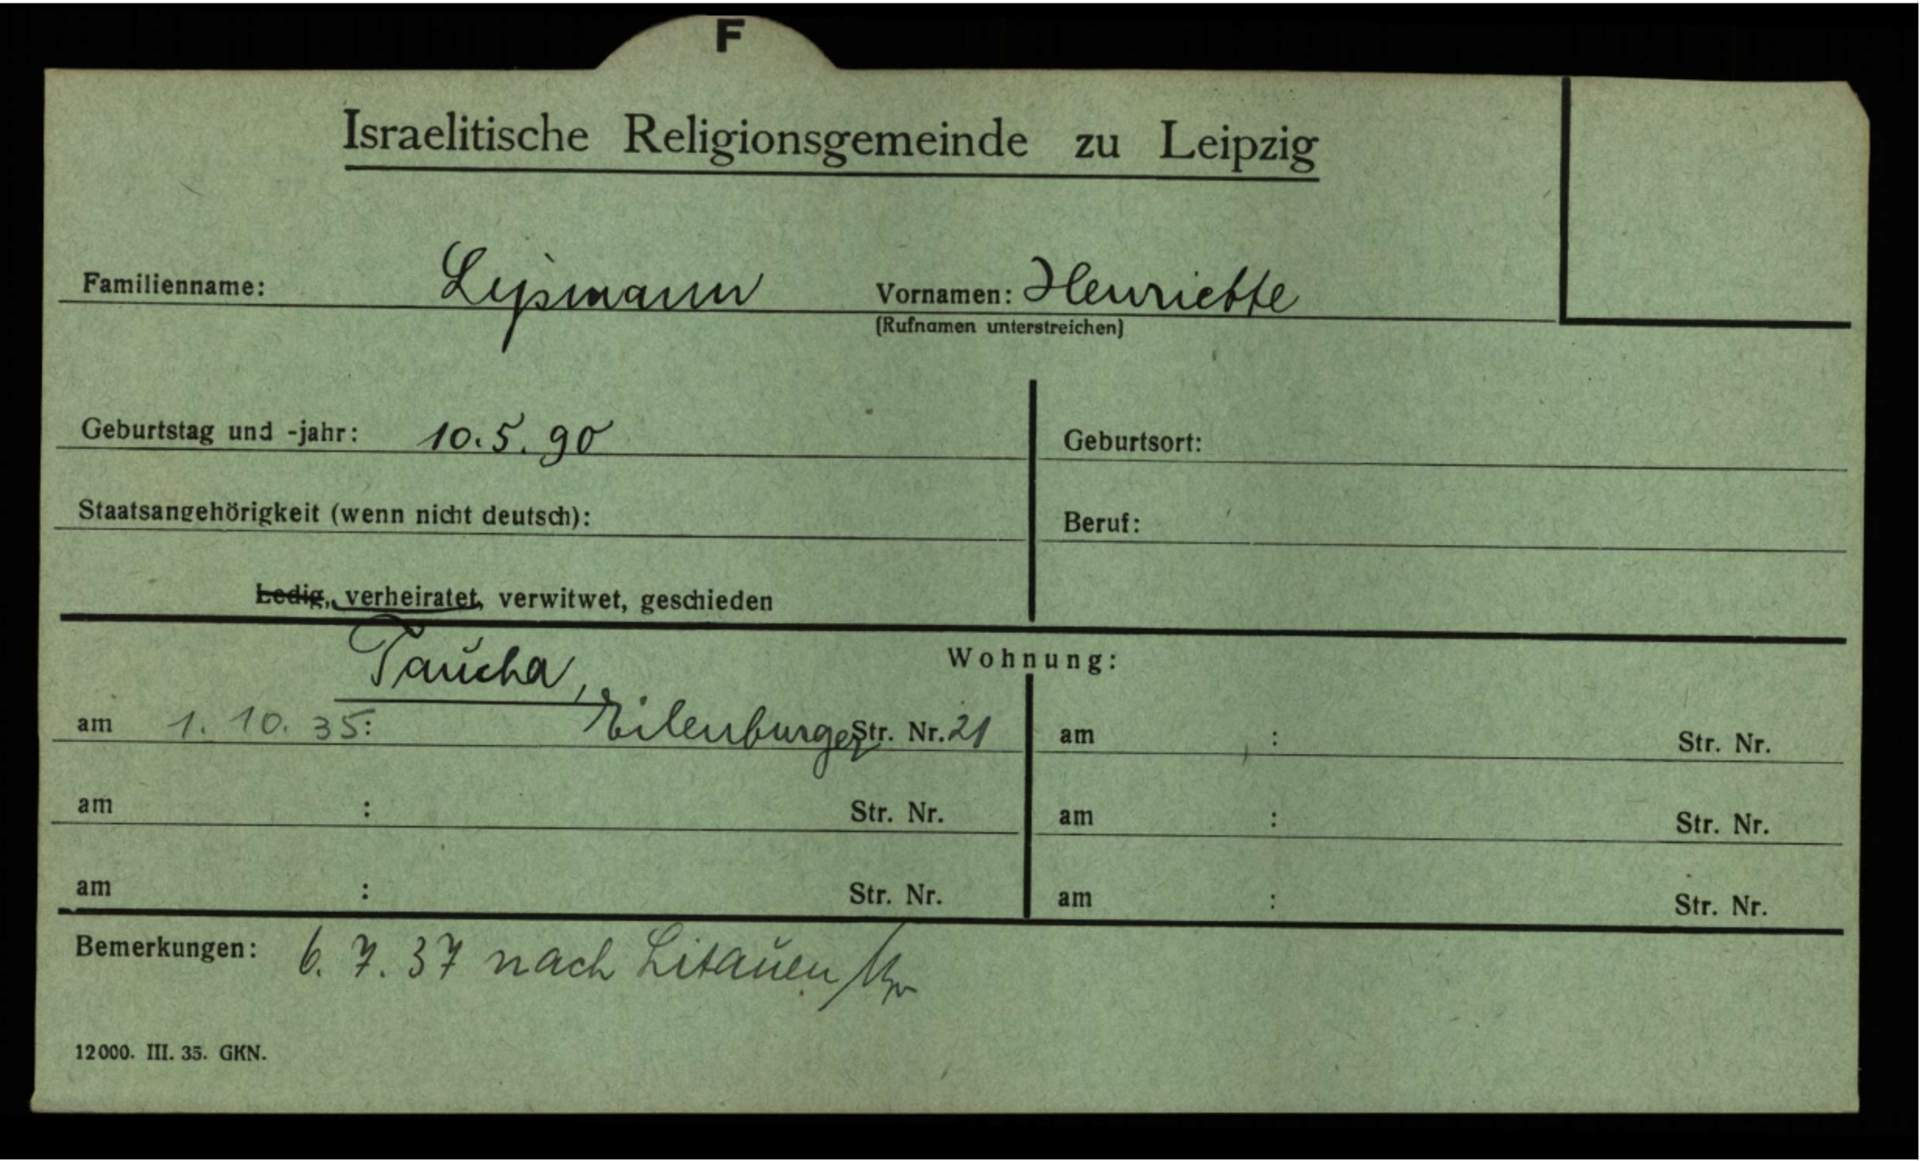 F
Israelitische Religionsgemeinde zu Leipzig
Familienname: Lipsmann Vornamen: Henriette
(Rufnamen unterstreichen)
Geburtstag und -jahr: 10.5.90 Geburtsort:
Staatsangehörigkeit (wenn nicht deutsch): Beruf:
Ledig, verheiratet, verwitwet, geschieden
Wohnung:
Taucha,
am 1.10.35: Eilenburger Str. Nr. 21 am : Str. Nr.
am : Str. Nr. am : Str. Nr.
am : Str. Nr. am : Str. Nr.
Bemerkungen: 6.7.37 nach Litauen
12000. III. 35. GKN.